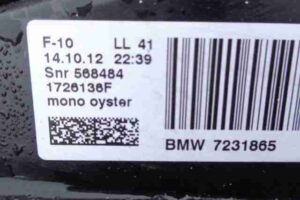 F-10 LL 41
14.10.12 22:39
Snr 568484
1726136F
mono oyster
BMW 7231865